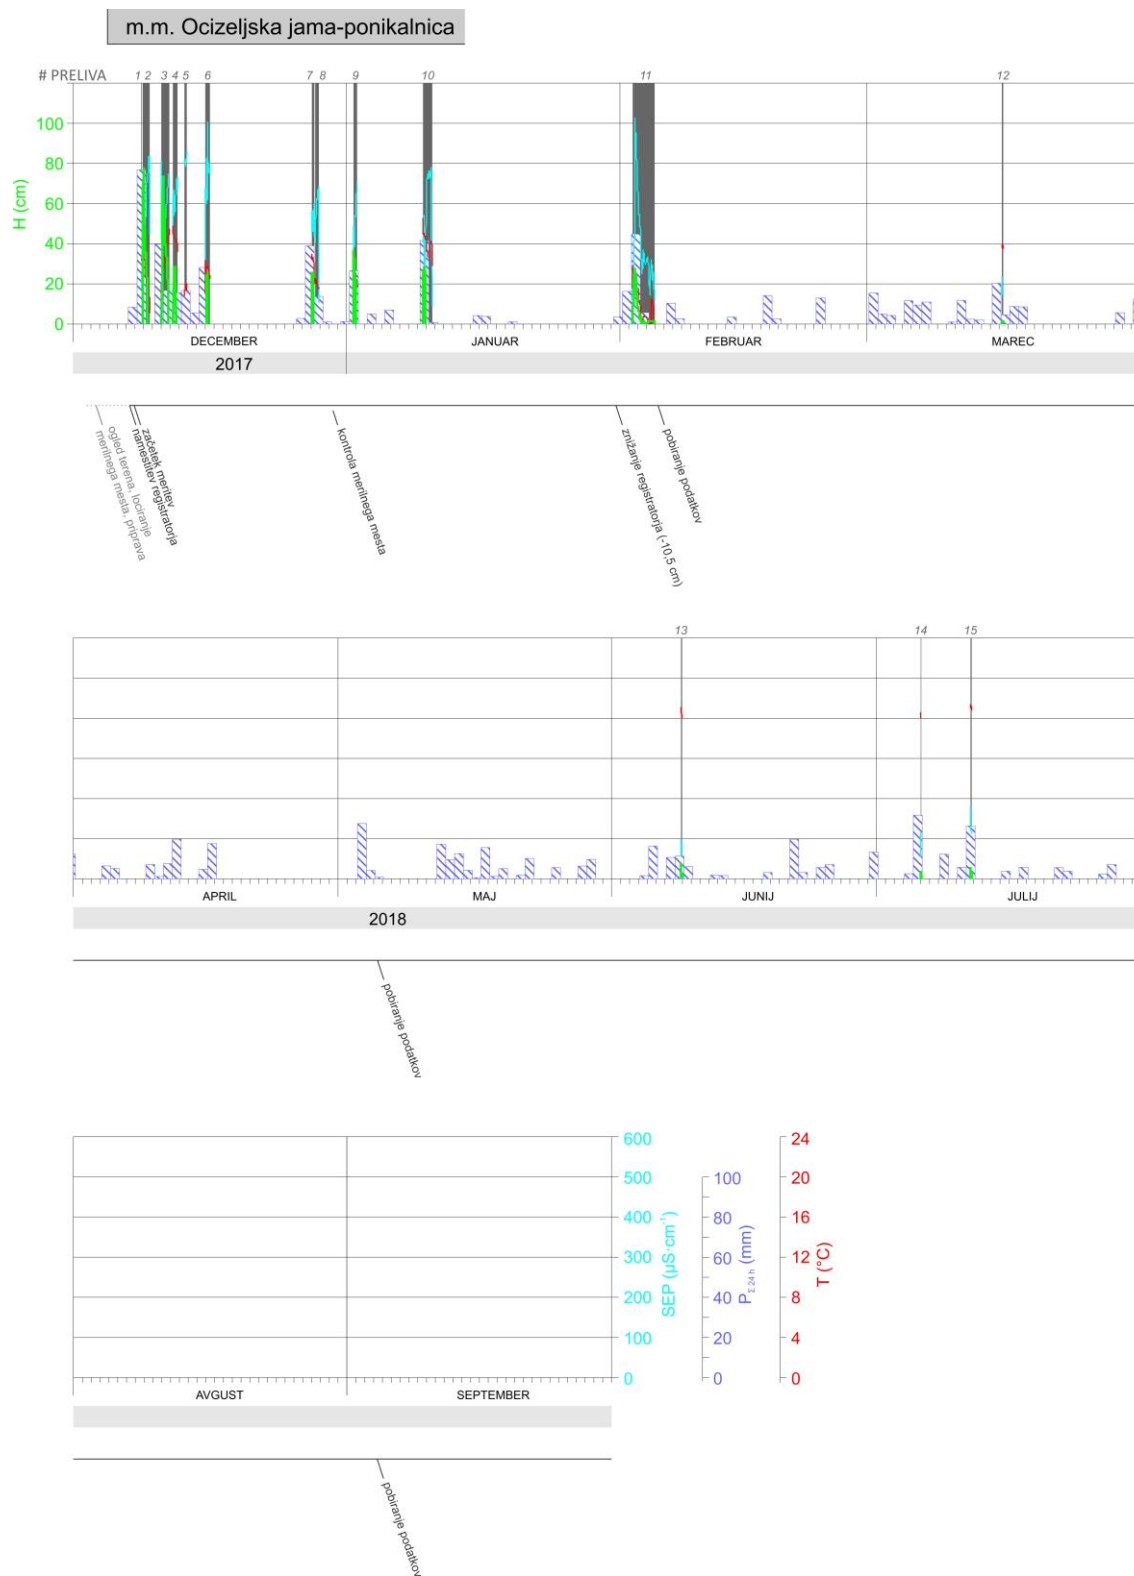 m.m. Ocizeljska jama-ponikalnica
# PRELIVA 1 2 3 4 5 6 7 8 9 10 11 12
H (cm)
100
80
60
40
20
0
DECEMBER JANUAR FEBRUAR MAREC
2017
ogled terena, lociranje
merilnega mesta, priprava
začetek meritev
namestitev registratorja
kontrola merilnega mesta
znižanje registratorja (-10,5 cm)
pobiranje podatkov
13 14 15
APRIL MAJ JUNIJ JULIJ
2018
pobiranje podatkov
600 24
500 100 20
400 80 16
300 60 12
200 40 8
100 20 4
0 0 0
SEP (µS·cm⁻¹)
P Σ 24 h (mm)
T (°C)
AVGUST SEPTEMBER
pobiranje podatkov